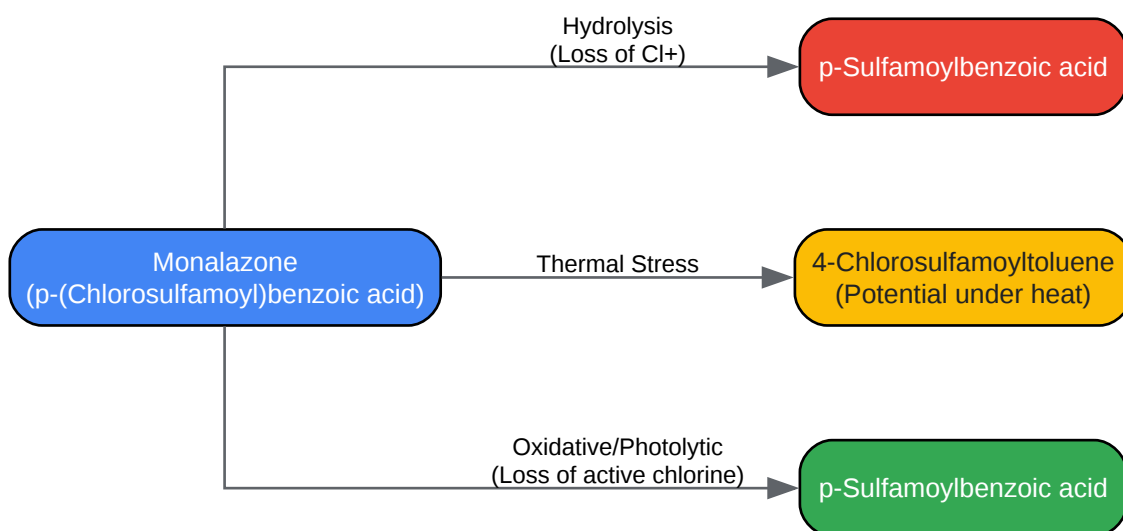 Hydrolysis
(Loss of Cl+)
p-Sulfamoylbenzoic acid
Monalazone
(p-(Chlorosulfamoyl)benzoic acid)
Thermal Stress
4-Chlorosulfamoyltoluene
(Potential under heat)
Oxidative/Photolytic
(Loss of active chlorine)
p-Sulfamoylbenzoic acid